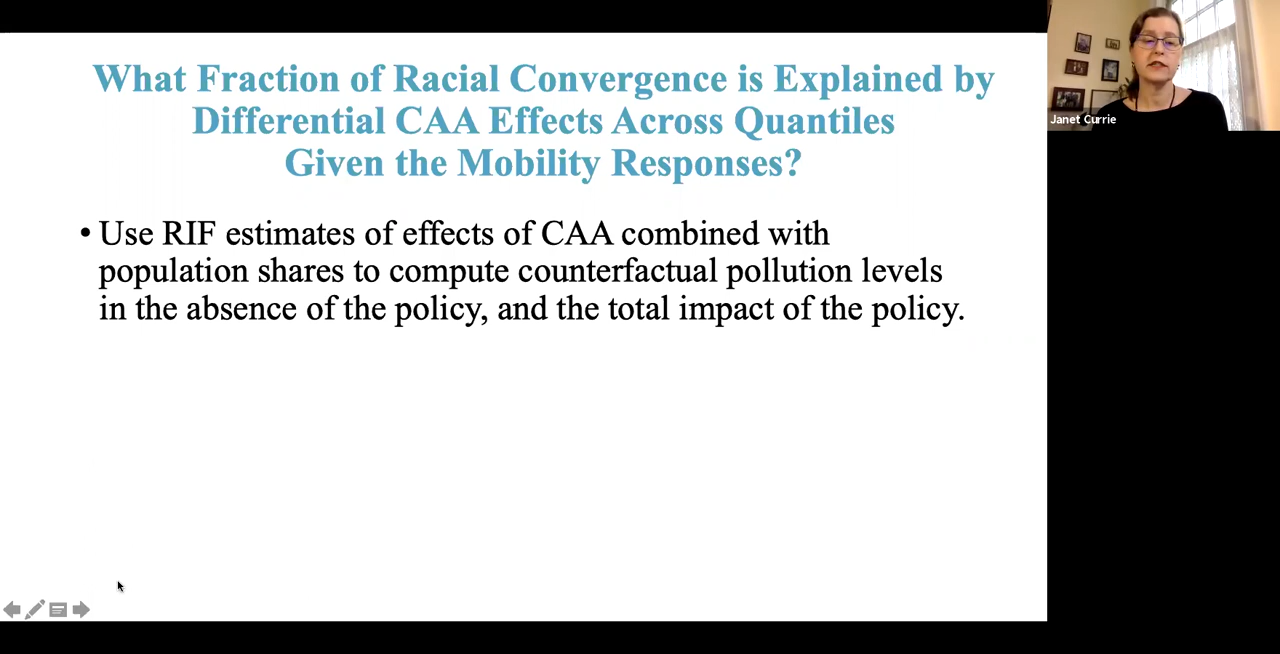 What Fraction of Racial Convergence is Explained by
Differential CAA Effects Across Quantiles
Given the Mobility Responses?
• Use RIF estimates of effects of CAA combined with
population shares to compute counterfactual pollution levels
in the absence of the policy, and the total impact of the policy.
Janet Currie